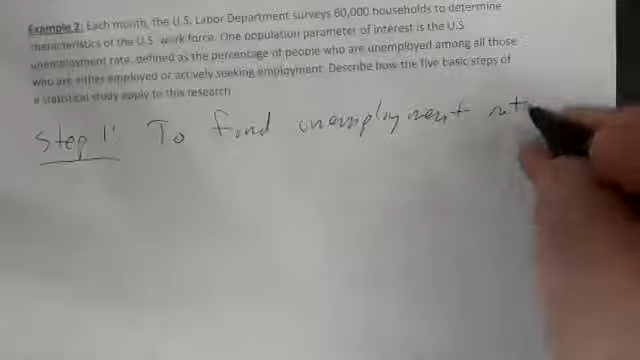 Example 2: Each month, the U.S. Labor Department surveys 60,000 households to determine
characteristics of the U.S. work force. One population parameter of interest is the U.S.
unemployment rate, defined as the percentage of people who are unemployed among all those
who are either employed or actively seeking employment. Describe how the five basic steps of
a statistical study apply to this research
Step 1: To find unemployment rat